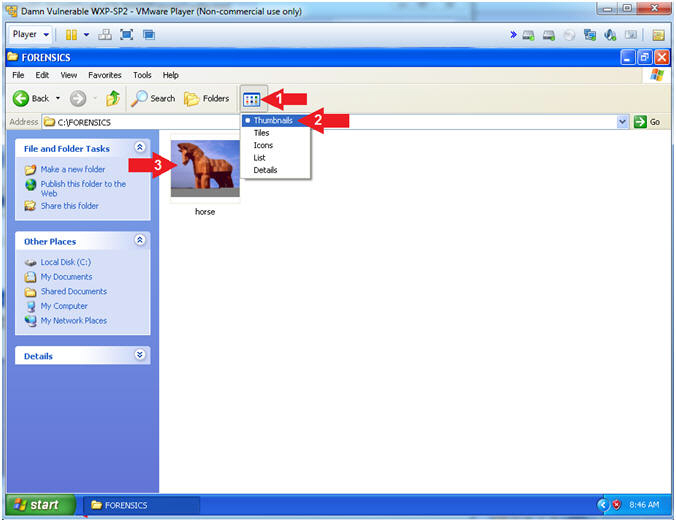 Damn Vulnerable WXP-SP2 - VMware Player (Non-commercial use only)
Player
FORENSICS
File Edit View Favorites Tools Help
Back Search Folders 1
Address C:\FORENSICS Go
Thumbnails 2
Tiles
Icons
List
Details
File and Folder Tasks
Make a new folder
Publish this folder to the
Web
Share this folder
3
horse
Other Places
Local Disk (C:)
My Documents
Shared Documents
My Computer
My Network Places
Details
start FORENSICS 8:46 AM